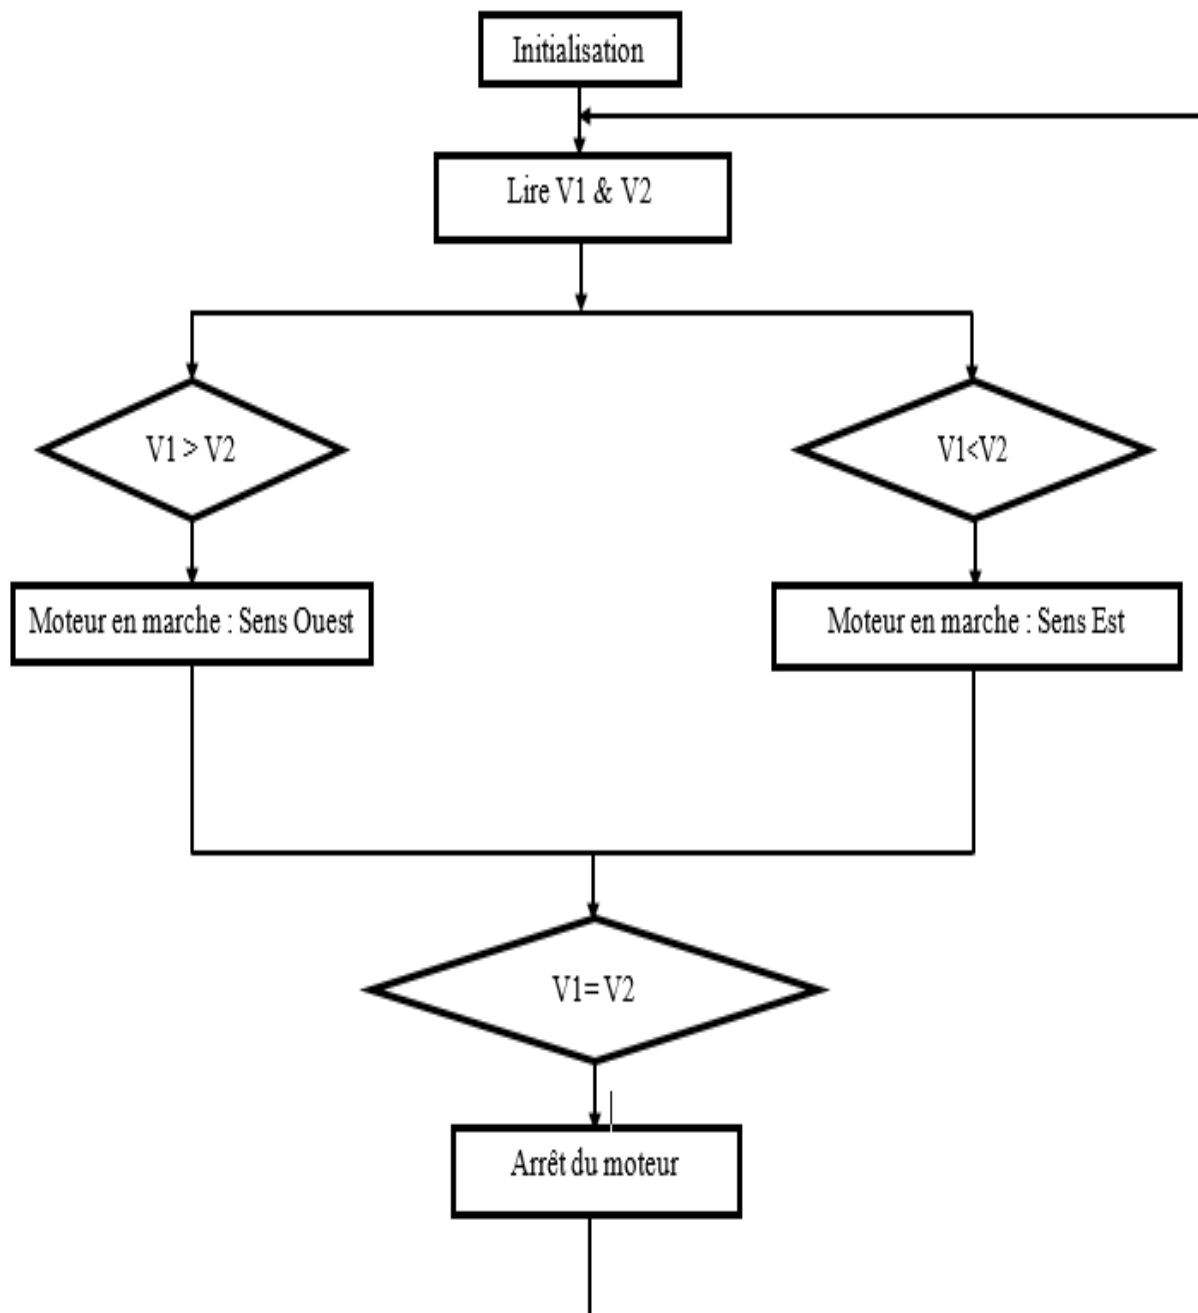 Initialisation
Lire V1 & V2
V1 > V2
V1<V2
Moteur en marche : Sens Ouest
Moteur en marche : Sens Est
V1= V2
Arrêt du moteur